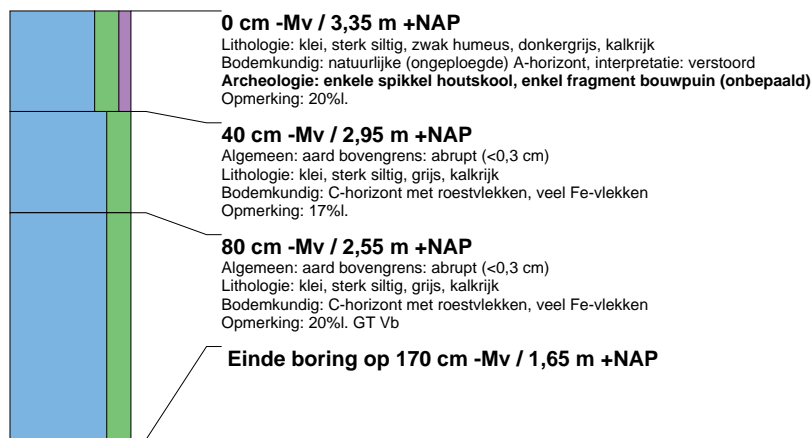 0 cm -Mv / 3,35 m +NAP
Lithologie: klei, sterk siltig, zwak humeus, donkergrijs, kalkrijk
Bodemkundig: natuurlijke (ongeploegde) A-horizont, interpretatie: verstoord
Archeologie: enkele spikkel houtskool, enkel fragment bouwpuin (onbepaald)
Opmerking: 20%l.
40 cm -Mv / 2,95 m +NAP
Algemeen: aard bovengrens: abrupt (<0,3 cm)
Lithologie: klei, sterk siltig, grijs, kalkrijk
Bodemkundig: C-horizont met roestvlekken, veel Fe-vlekken
Opmerking: 17%l.
80 cm -Mv / 2,55 m +NAP
Algemeen: aard bovengrens: abrupt (<0,3 cm)
Lithologie: klei, sterk siltig, grijs, kalkrijk
Bodemkundig: C-horizont met roestvlekken, veel Fe-vlekken
Opmerking: 20%l. GT Vb
Einde boring op 170 cm -Mv / 1,65 m +NAP